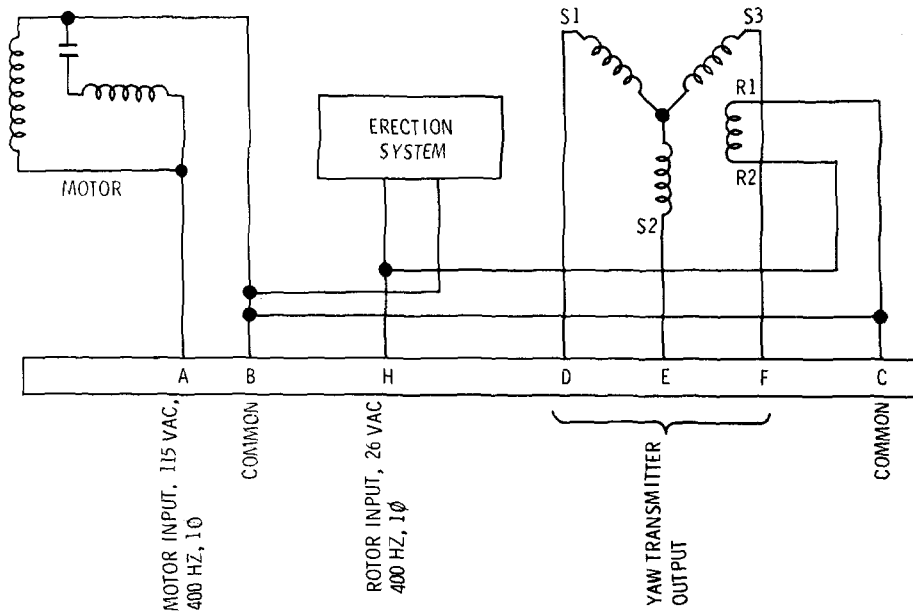 S1
S3
R1
ERECTION
SYSTEM
R2
MOTOR
S2
A
B
H
D
E
F
C
MOTOR INPUT, 115 VAC,
400 HZ, 1Ø
COMMON
ROTOR INPUT, 26 VAC
400 HZ, 1Ø
YAW TRANSMITTER
OUTPUT
COMMON